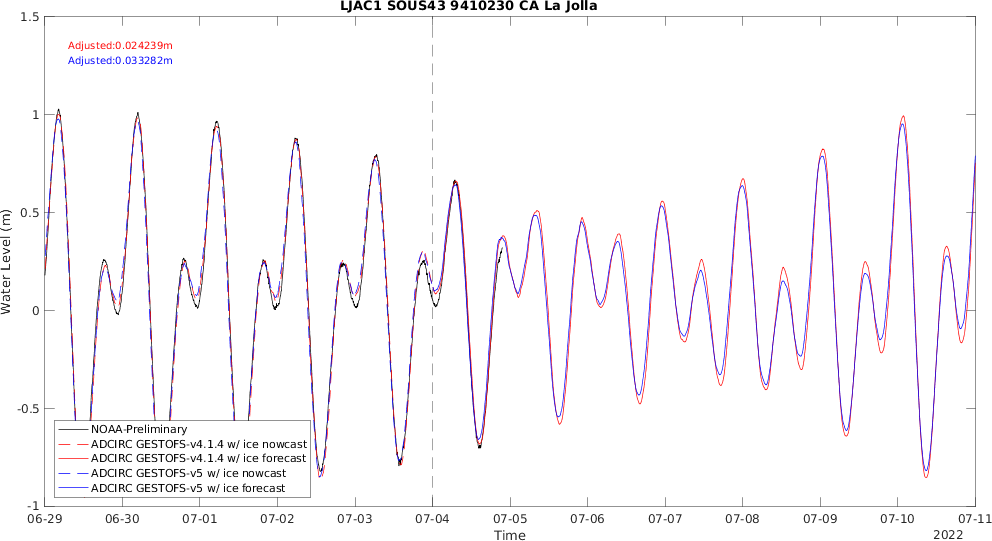 LJAC1 SOUS43 9410230 CA La Jolla
1.5
Adjusted:0.024239m
Adjusted:0.033282m
1
0.5
Water Level (m)
0
-0.5
NOAA-Preliminary
ADCIRC GESTOFS-v4.1.4 w/ ice nowcast
ADCIRC GESTOFS-v4.1.4 w/ ice forecast
ADCIRC GESTOFS-v5 w/ ice nowcast
ADCIRC GESTOFS-v5 w/ ice forecast
-1
06-29 06-30 07-01 07-02 07-03 07-04 07-05 07-06 07-07 07-08 07-09 07-10 07-11
Time
2022